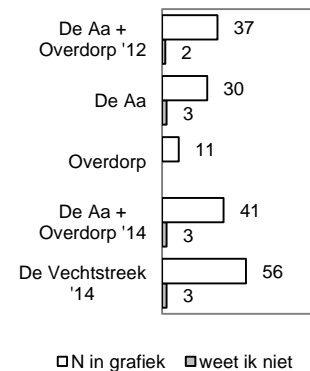 De Aa +
Overdorp '12
37
2
De Aa
30
3
Overdorp
11
De Aa +
Overdorp '14
41
3
De Vechtstreek
'14
56
3
N in grafiek weet ik niet